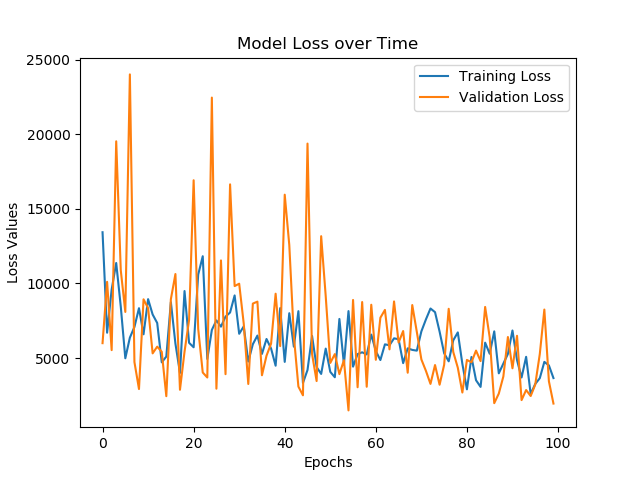 Model Loss over Time
25000
20000
15000
10000
5000
Loss Values
Training Loss
Validation Loss
0 20 40 60 80 100
Epochs